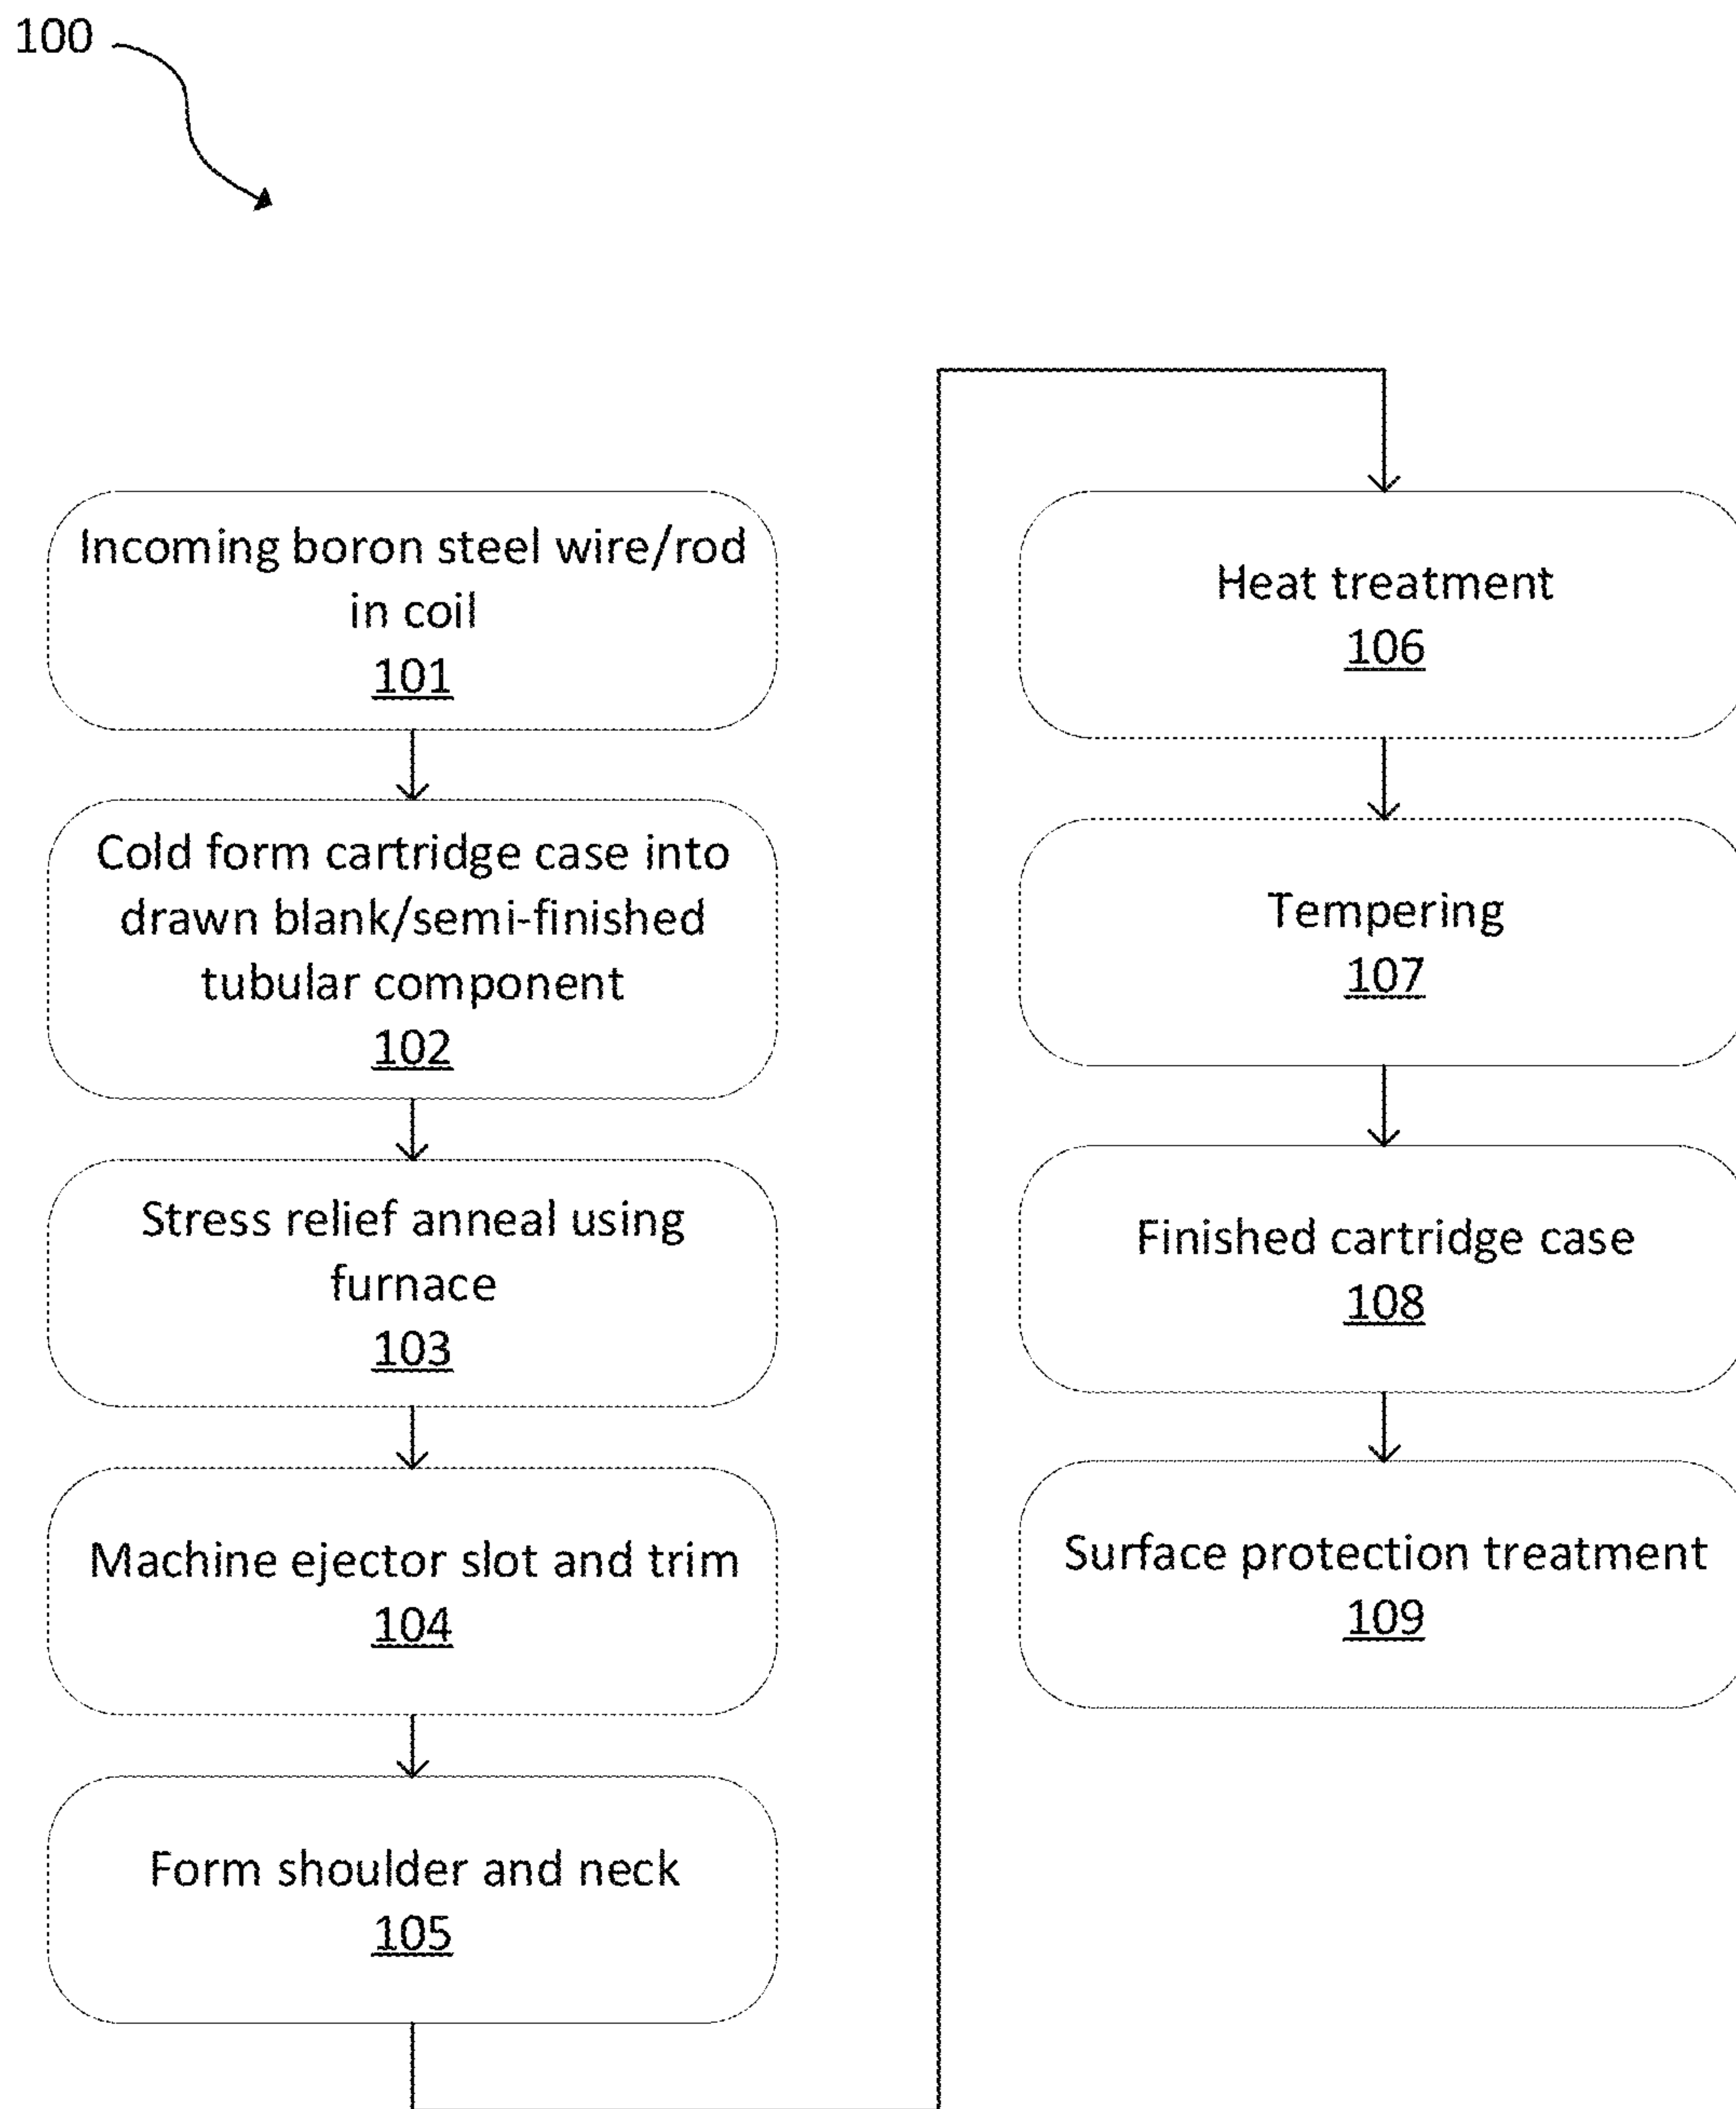 100
Incoming boron steel wire/rod
in coil
101
Cold form cartridge case into
drawn blank/semi-finished
tubular component
102
Stress relief anneal using
furnace
103
Machine ejector slot and trim
104
Form shoulder and neck
105
Heat treatment
106
Tempering
107
Finished cartridge case
108
Surface protection treatment
109